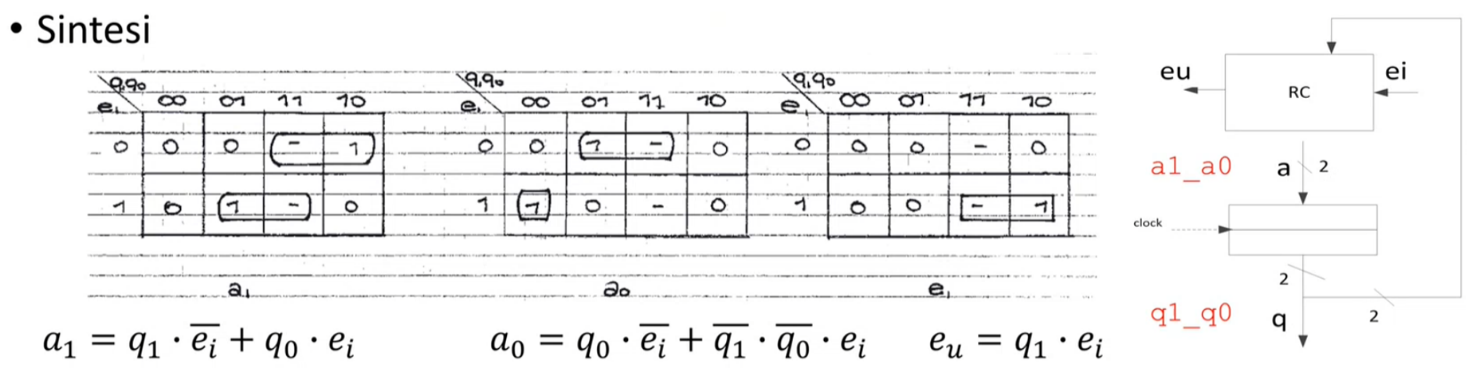 • Sintesi
q₁q₀ q₁q₀ q₁q₀
eᵢ 00 01 11 10 eᵢ 00 01 11 10 eᵢ 00 01 11 10
0 0 0 - 1 0 0 1 - 0 0 0 0 - 0
1 0 1 - 0 1 1 0 - 0 1 0 0 - 1
a₁ a₀ eᵢ
a₁ = q₁ · e̅ᵢ + q₀ · eᵢ a₀ = q₀ · e̅ᵢ + q̅₁ · q̅₀ · eᵢ eᵤ = q₁ · eᵢ
eu RC ei
a1_a0 a 2
clock
2
q1_q0 q 2